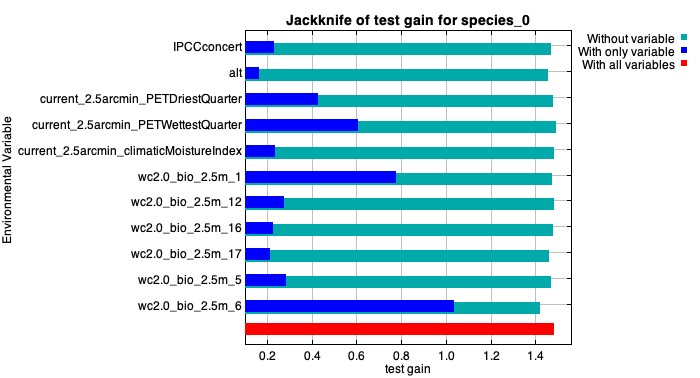 Jackknife of test gain for species_0
Without variable
With only variable
With all variables
Environmental Variable
IPCCconcert
alt
current_2.5arcmin_PETDriestQuarter
current_2.5arcmin_PETWettestQuarter
current_2.5arcmin_climaticMoistureIndex
wc2.0_bio_2.5m_1
wc2.0_bio_2.5m_12
wc2.0_bio_2.5m_16
wc2.0_bio_2.5m_17
wc2.0_bio_2.5m_5
wc2.0_bio_2.5m_6
0.2 0.4 0.6 0.8 1.0 1.2 1.4
test gain